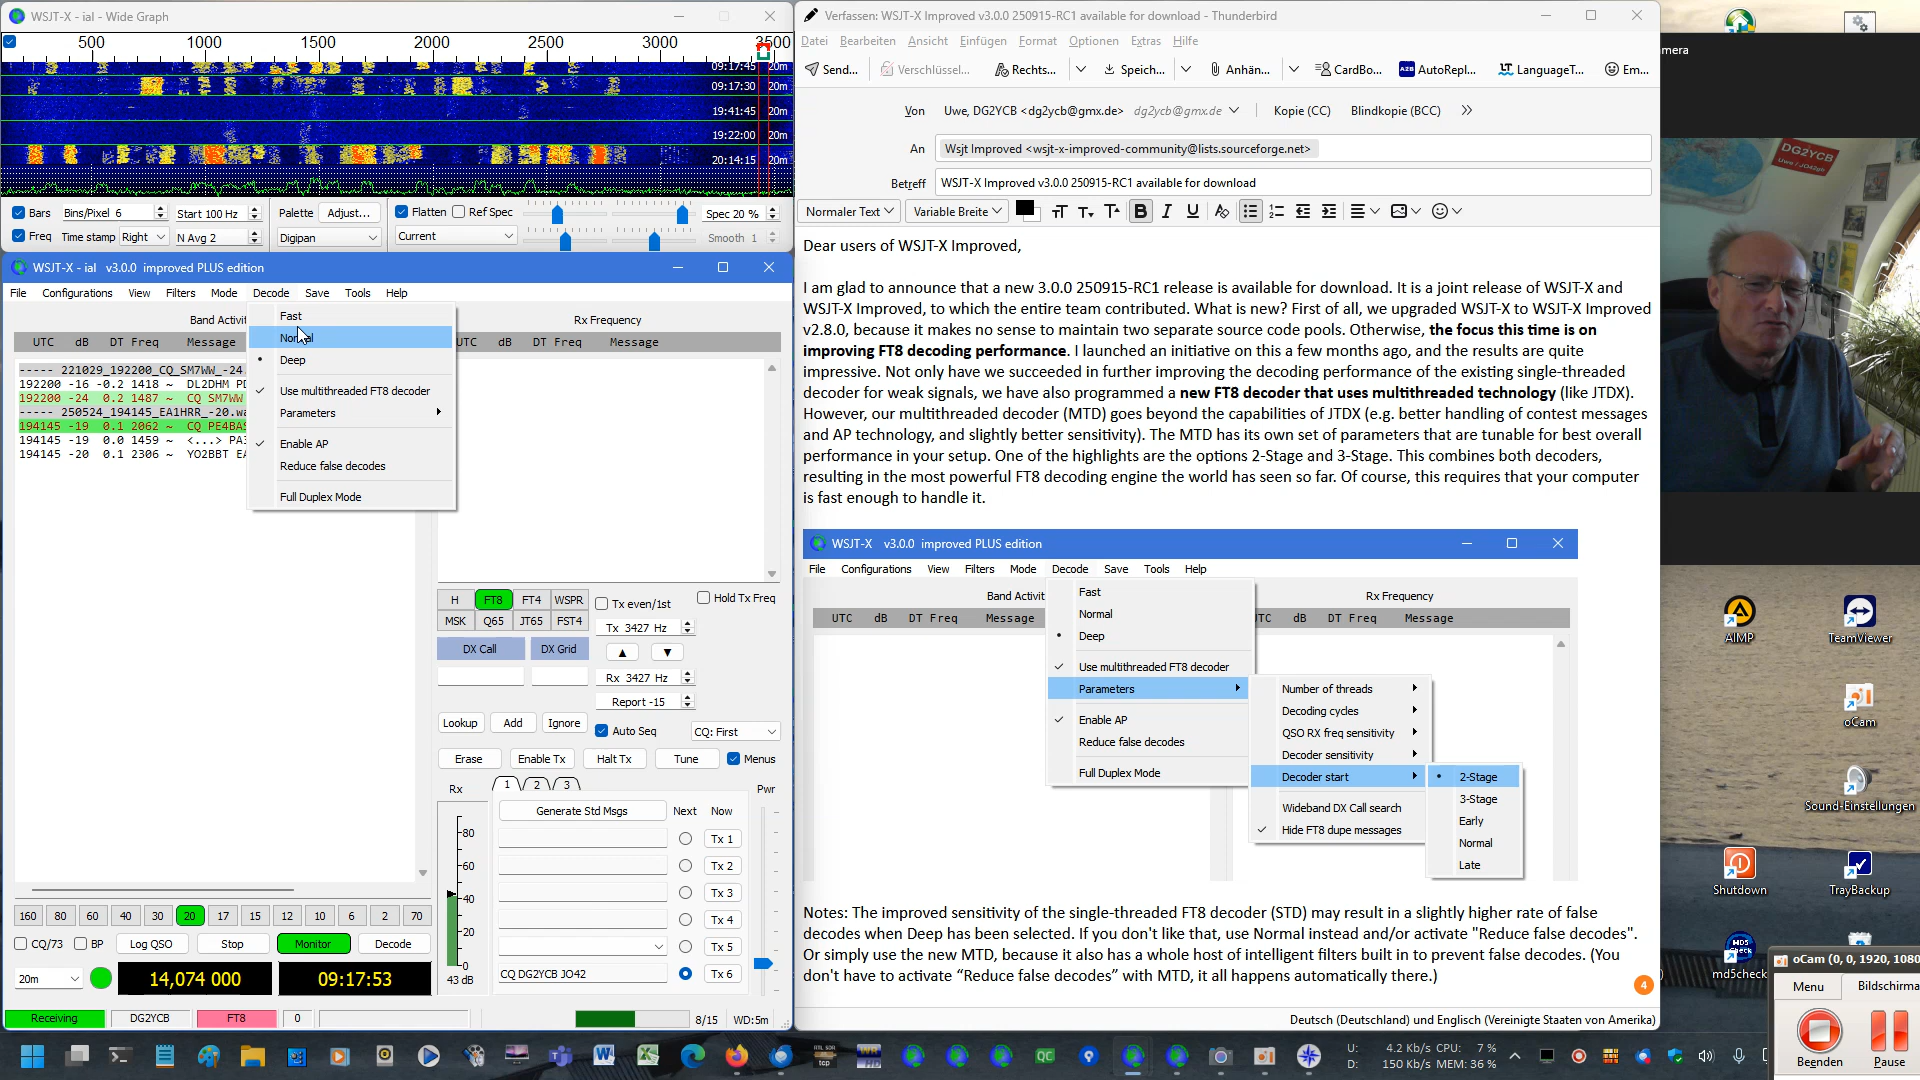 WSJT-X - ial - Wide Graph
500 1000 1500 2000 2500 3000 3500
09:17:45 20m
09:17:30 20m
19:41:45 20m
19:22:00 20m
20:14:15 20m
Bars Bins/Pixel 6 Start 100 Hz Palette Adjust... Flatten Ref Spec Spec 20 %
Freq Time stamp Right N Avg 2 Digipan Current Smooth 1
WSJT-X - ial v3.0.0 improved PLUS edition
File Configurations View Filters Mode Decode Save Tools Help
Band Activit
Rx Frequency
UTC dB DT Freq Message
UTC dB DT Freq Message
----- 221029_192200_CQ_SM7WW_-24.
192200 -16 -0.2 1418 ~ DL2DHM PD
192200 -24 0.2 1487 ~ CQ SM7WW
----- 250524_194145_EA1HRR_-20.wa
194145 -19 0.1 2062 ~ CQ PE4BAS
194145 -19 0.0 1459 ~ <...> PA3
194145 -20 0.1 2306 ~ YO2BBT EA
Fast
Normal
Deep
Use multithreaded FT8 decoder
Parameters
Enable AP
Reduce false decodes
Full Duplex Mode
H FT8 FT4 WSPR
MSK Q65 JT65 FST4
Tx even/1st Hold Tx Freq
Tx 3427 Hz
DX Call DX Grid
▲ ▼
Rx 3427 Hz
Report -15
Lookup Add Ignore Auto Seq CQ: First
Erase Enable Tx Halt Tx Tune Menus
Rx 1 2 3 Pwr
Generate Std Msgs Next Now
Tx 1
Tx 2
Tx 3
Tx 4
Tx 5
CQ DG2YCB JO42 Tx 6
80
60
40
20
0
43 dB
160 80 60 40 30 20 17 15 12 10 6 2 70
CQ/73 BP Log QSO Stop Monitor Decode
20m 14,074 000 09:17:53
Receiving DG2YCB FT8 0 8/15 WD:5m
Verfassen: WSJT-X Improved v3.0.0 250915-RC1 available for download - Thunderbird
Datei Bearbeiten Ansicht Einfügen Format Optionen Extras Hilfe
Send... Verschlüssel... Rechts... Speich... Anhän... CardBo... AutoRepl... LanguageT... Em...
Von Uwe, DG2YCB <dg2ycb@gmx.de> dg2ycb@gmx.de Kopie (CC) Blindkopie (BCC) »
An Wsjt Improved <wsjt-x-improved-community@lists.sourceforge.net>
Betreff WSJT-X Improved v3.0.0 250915-RC1 available for download
Normaler Text Variable Breite B I U
Dear users of WSJT-X Improved,
I am glad to announce that a new 3.0.0 250915-RC1 release is available for download. It is a joint release of WSJT-X and
WSJT-X Improved, to which the entire team contributed. What is new? First of all, we upgraded WSJT-X to WSJT-X Improved
v2.8.0, because it makes no sense to maintain two separate source code pools. Otherwise, the focus this time is on
improving FT8 decoding performance. I launched an initiative on this a few months ago, and the results are quite
impressive. Not only have we succeeded in further improving the decoding performance of the existing single-threaded
decoder for weak signals, we have also programmed a new FT8 decoder that uses multithreaded technology (like JTDX).
However, our multithreaded decoder (MTD) goes beyond the capabilities of JTDX (e.g. better handling of contest messages
and AP technology, and slightly better sensitivity). The MTD has its own set of parameters that are tunable for best overall
performance in your setup. One of the highlights are the options 2-Stage and 3-Stage. This combines both decoders,
resulting in the most powerful FT8 decoding engine the world has seen so far. Of course, this requires that your computer
is fast enough to handle it.
WSJT-X v3.0.0 improved PLUS edition
File Configurations View Filters Mode Decode Save Tools Help
Band Activit
Rx Frequency
UTC dB DT Freq Message
UTC dB DT Freq Message
Fast
Normal
Deep
Use multithreaded FT8 decoder
Parameters
Enable AP
Reduce false decodes
Full Duplex Mode
Number of threads
Decoding cycles
QSO RX freq sensitivity
Decoder sensitivity
Decoder start
Wideband DX Call search
Hide FT8 dupe messages
2-Stage
3-Stage
Early
Normal
Late
Notes: The improved sensitivity of the single-threaded FT8 decoder (STD) may result in a slightly higher rate of false
decodes when Deep has been selected. If you don't like that, use Normal instead and/or activate "Reduce false decodes".
Or simply use the new MTD, because it also has a whole host of intelligent filters built in to prevent false decodes. (You
don't have to activate “Reduce false decodes” with MTD, it all happens automatically there.)
4
Deutsch (Deutschland) und Englisch (Vereinigte Staaten von Amerika)
mera
DG2YCB
AIMP
TeamViewer
oCam
Sound-Einstellungen
Shutdown
TrayBackup
md5check
oCam (0, 0, 1920, 1080
Menu Bildschirma
Beenden Pause
U: 4.2 Kb/s CPU: 7 %
D: 150 Kb/s MEM: 36 %